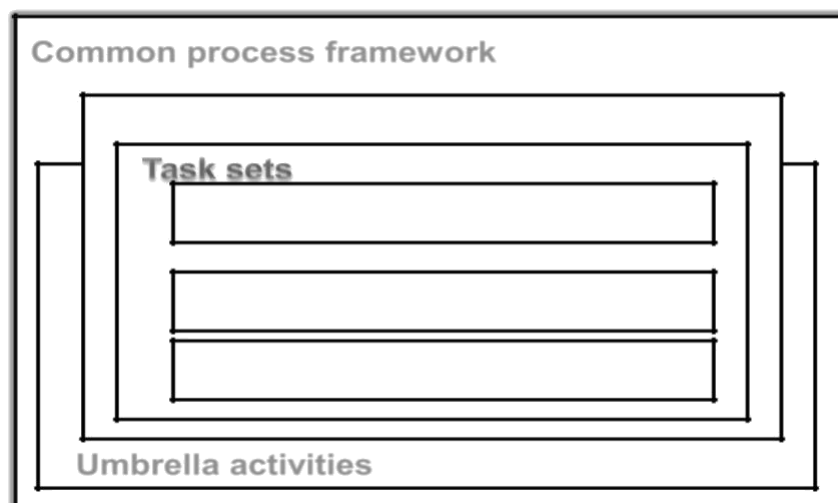 Common process framework
Task sets
Umbrella activities